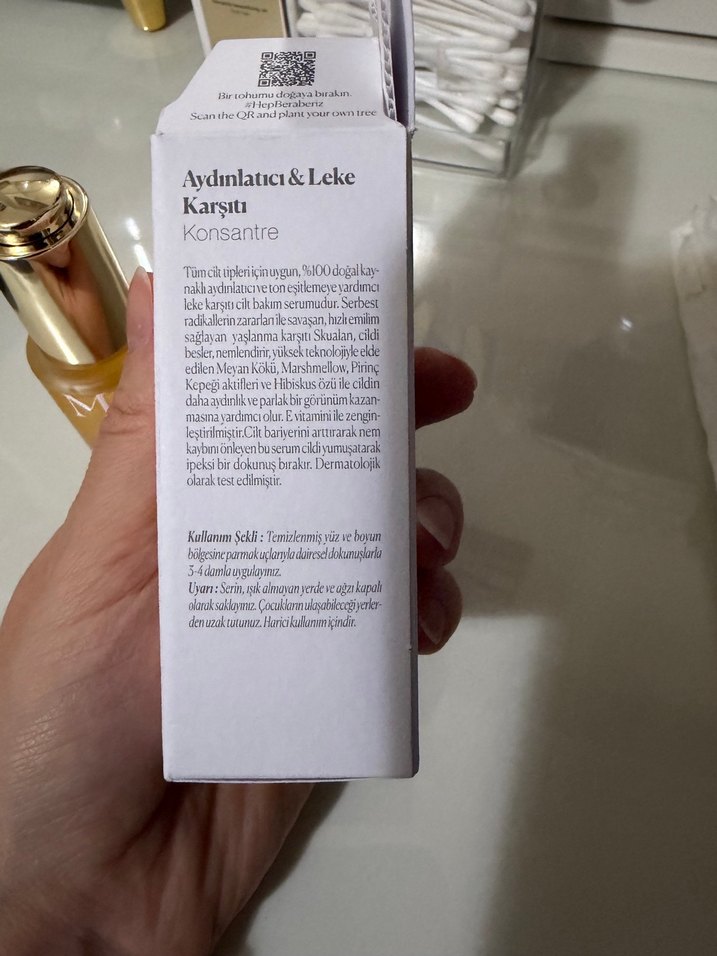 Bir tohumu doğaya bırakın.
#HepBeraberiz
Scan the QR and plant your own tree
Aydınlatıcı & Leke
Karşıtı
Konsantre
Tüm cilt tipleri için uygun, %100 doğal kay-
naklı aydınlatıcı ve ton eşitlemeye yardımcı
leke karşıtı cilt bakım serumudur. Serbest
radikallerin zararları ile savaşan, hızlı emilim
sağlayan yaşlanma karşıtı Skualan, cildi
besler, nemlendirir, yüksek teknolojiyle elde
edilen Meyan Kökü, Marshmellow, Pirinç
Kepeği aktifleri ve Hibiskus özü ile cildin
daha aydınlık ve parlak bir görünüm kazan-
masına yardımcı olur. E vitamini ile zengin-
leştirilmiştir.Cilt bariyerini arttırarak nem
kaybını önleyen bu serum cildi yumuşatarak
ipeksi bir dokunuş bırakır. Dermatolojik
olarak test edilmiştir.
Kullanım Şekli : Temizlenmiş yüz ve boyun
bölgesine parmak uçlarıyla dairesel dokunuşlarla
3-4 damla uygulayınız.
Uyarı : Serin, ışık almayan yerde ve ağzı kapalı
olarak saklayınız. Çocukların ulaşabileceği yerler-
den uzak tutunuz. Harici kullanım içindir.